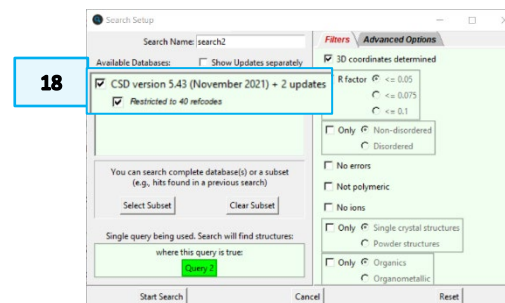 Search Setup
Search Name: search2
Available Databases: Show Updates separately
18
CSD version 5.43 (November 2021) + 2 updates
Restricted to 40 refcodes
You can search complete database(s) or a subset
(e.g., hits found in a previous search)
Select Subset Clear Subset
Single query being used. Search will find structures:
where this query is true:
Query 2
Filters Advanced Options
3D coordinates determined
R factor <= 0.05
<= 0.075
<= 0.1
Only Non-disordered
Disordered
No errors
Not polymeric
No ions
Only Single crystal structures
Powder structures
Only Organics
Organometallic
Start Search Cancel Reset